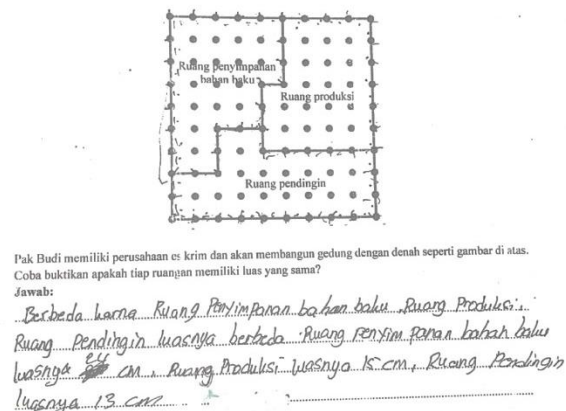 Ruang penyimpanan
bahan baku
Ruang produksi
Ruang pendingin
Pak Budi memiliki perusahaan es krim dan akan membangun gedung dengan denah seperti gambar di atas.
Coba buktikan apakah tiap ruangan memiliki luas yang sama?
Jawab:
Berbeda karna Ruang Penyimpanan bahan baku, Ruang Produksi,
Ruang Pendingin luasnya berbeda. Ruang Penyimpanan bahan baku
luasnya cm, Ruang Produksi luasnya 15 cm, Ruang Pendingin
luasnya 13 cm